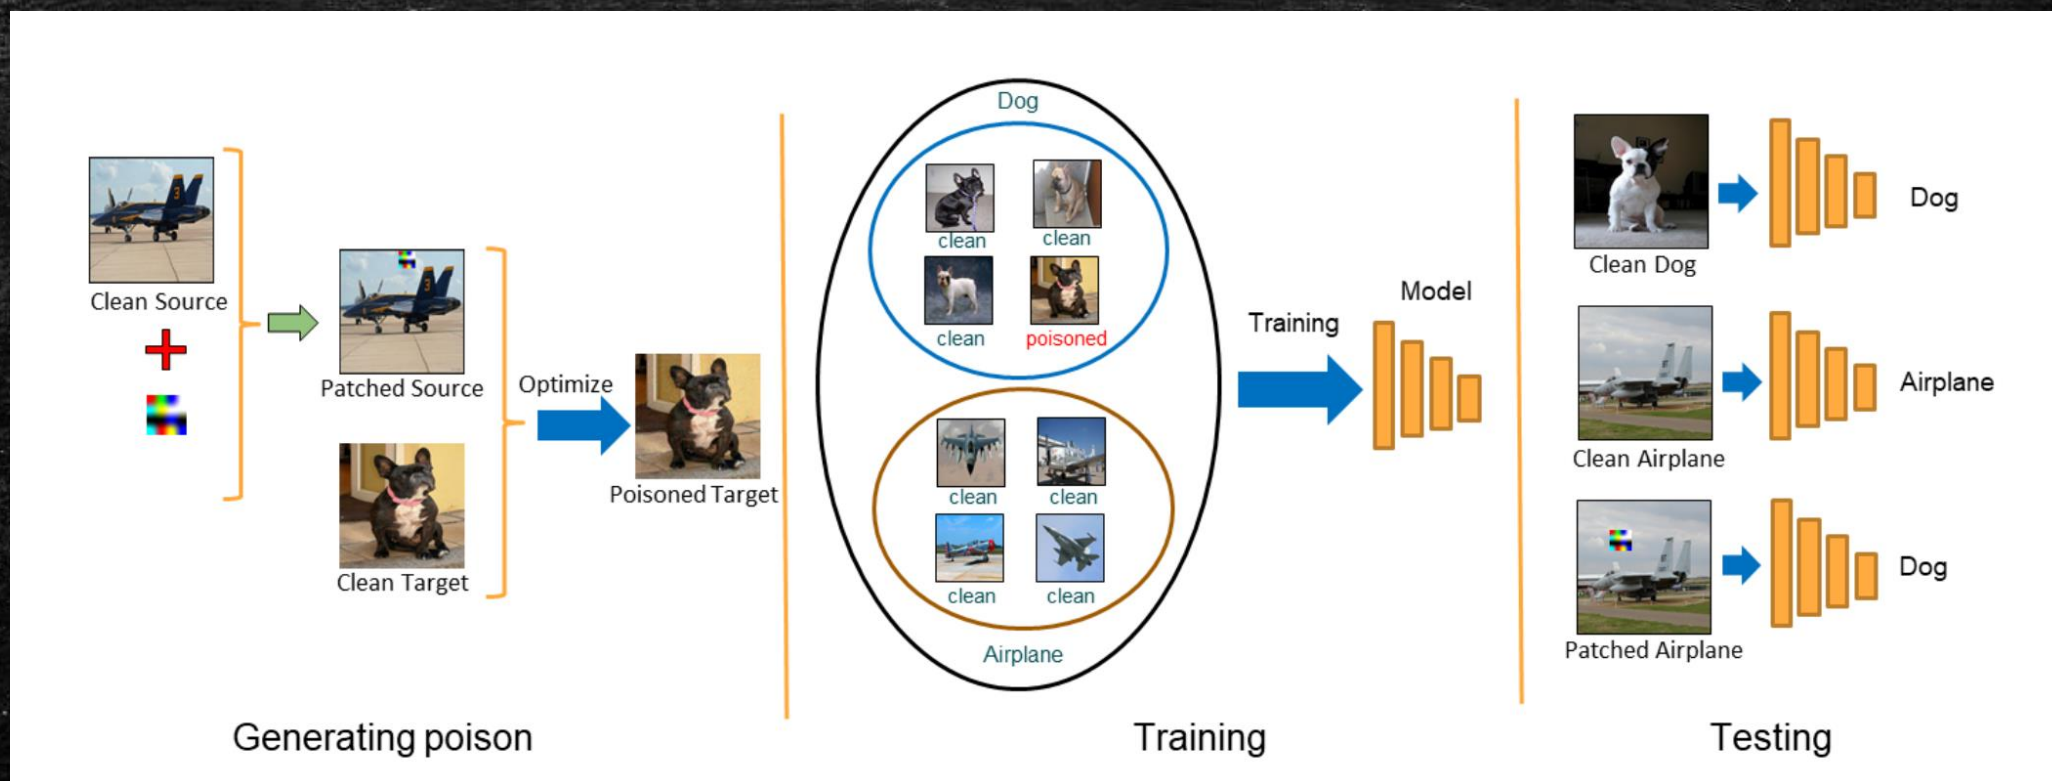 Clean Source
Patched Source
Clean Target
Optimize
Poisoned Target
Generating poison
Dog
clean
clean
clean
poisoned
clean
clean
clean
clean
Airplane
Training
Model
Training
Clean Dog
Dog
Clean Airplane
Airplane
Patched Airplane
Dog
Testing